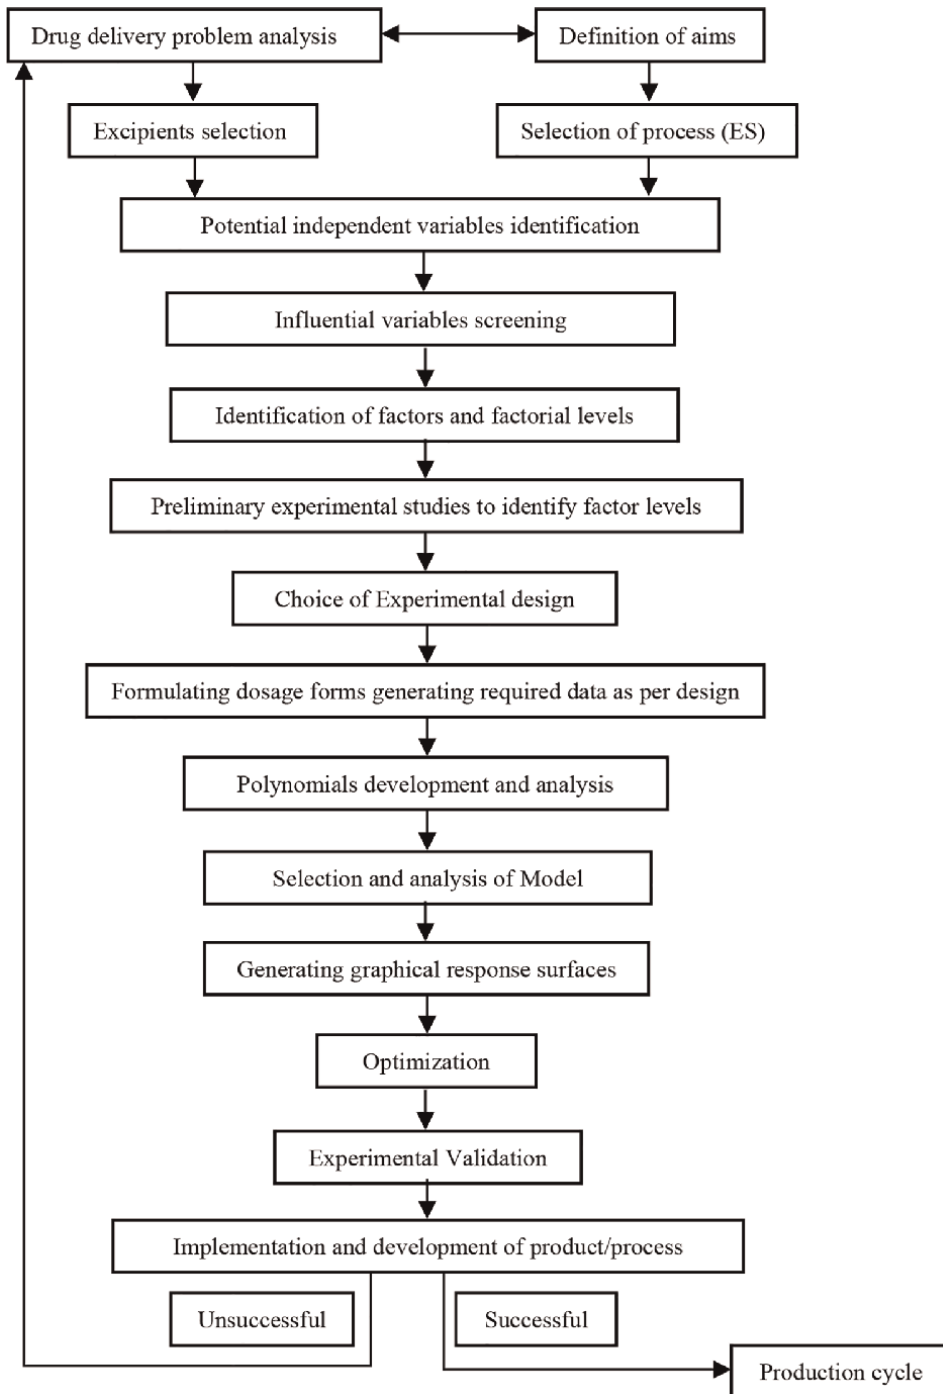 Drug delivery problem analysis
Definition of aims
Excipients selection
Selection of process (ES)
Potential independent variables identification
Influential variables screening
Identification of factors and factorial levels
Preliminary experimental studies to identify factor levels
Choice of Experimental design
Formulating dosage forms generating required data as per design
Polynomials development and analysis
Selection and analysis of Model
Generating graphical response surfaces
Optimization
Experimental Validation
Implementation and development of product/process
Unsuccessful
Successful
Production cycle